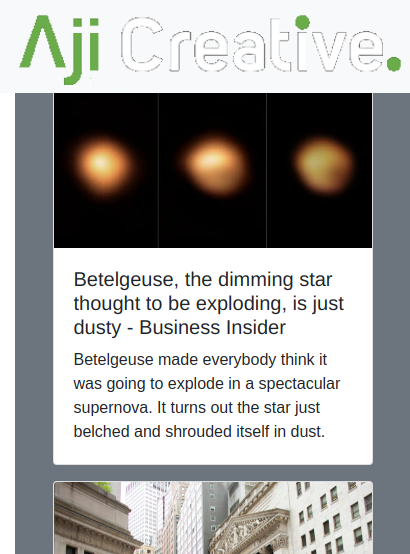 Aji Creative.
Betelgeuse, the dimming star
thought to be exploding, is just
dusty - Business Insider
Betelgeuse made everybody think it
was going to explode in a spectacular
supernova. It turns out the star just
belched and shrouded itself in dust.